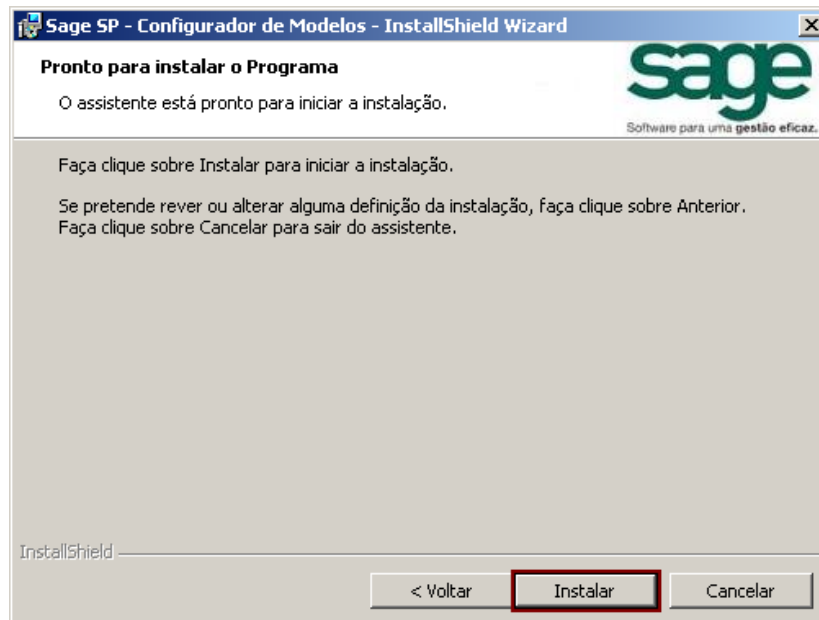 Sage SP - Configurador de Modelos - InstallShield Wizard
Pronto para instalar o Programa
O assistente está pronto para iniciar a instalação.
sage
Software para uma gestão eficaz.
Faça clique sobre Instalar para iniciar a instalação.
Se pretende rever ou alterar alguma definição da instalação, faça clique sobre Anterior.
Faça clique sobre Cancelar para sair do assistente.
InstallShield
< Voltar
Instalar
Cancelar